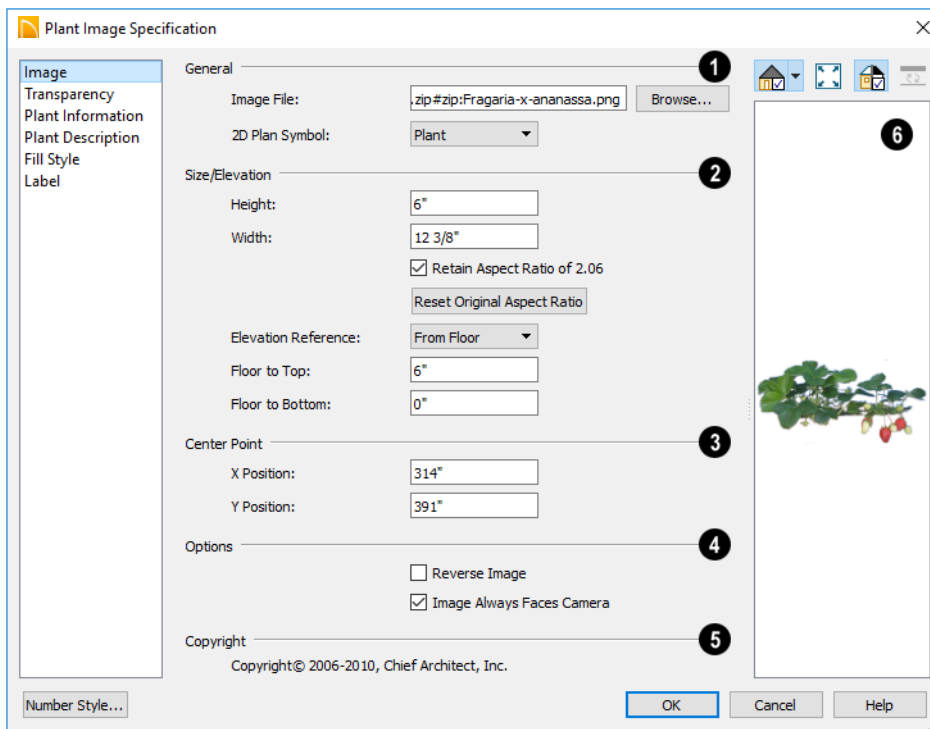 Plant Image Specification
Image
Transparency
Plant Information
Plant Description
Fill Style
Label
General 1
Image File: .zip#zip:Fragaria-x-ananassa.png Browse...
2D Plan Symbol: Plant
Size/Elevation 2
Height: 6"
Width: 12 3/8"
Retain Aspect Ratio of 2.06
Reset Original Aspect Ratio
Elevation Reference: From Floor
Floor to Top: 6"
Floor to Bottom: 0"
Center Point 3
X Position: 314"
Y Position: 391"
Options 4
Reverse Image
Image Always Faces Camera
Copyright 5
Copyright© 2006-2010, Chief Architect, Inc.
6
Number Style... OK Cancel Help